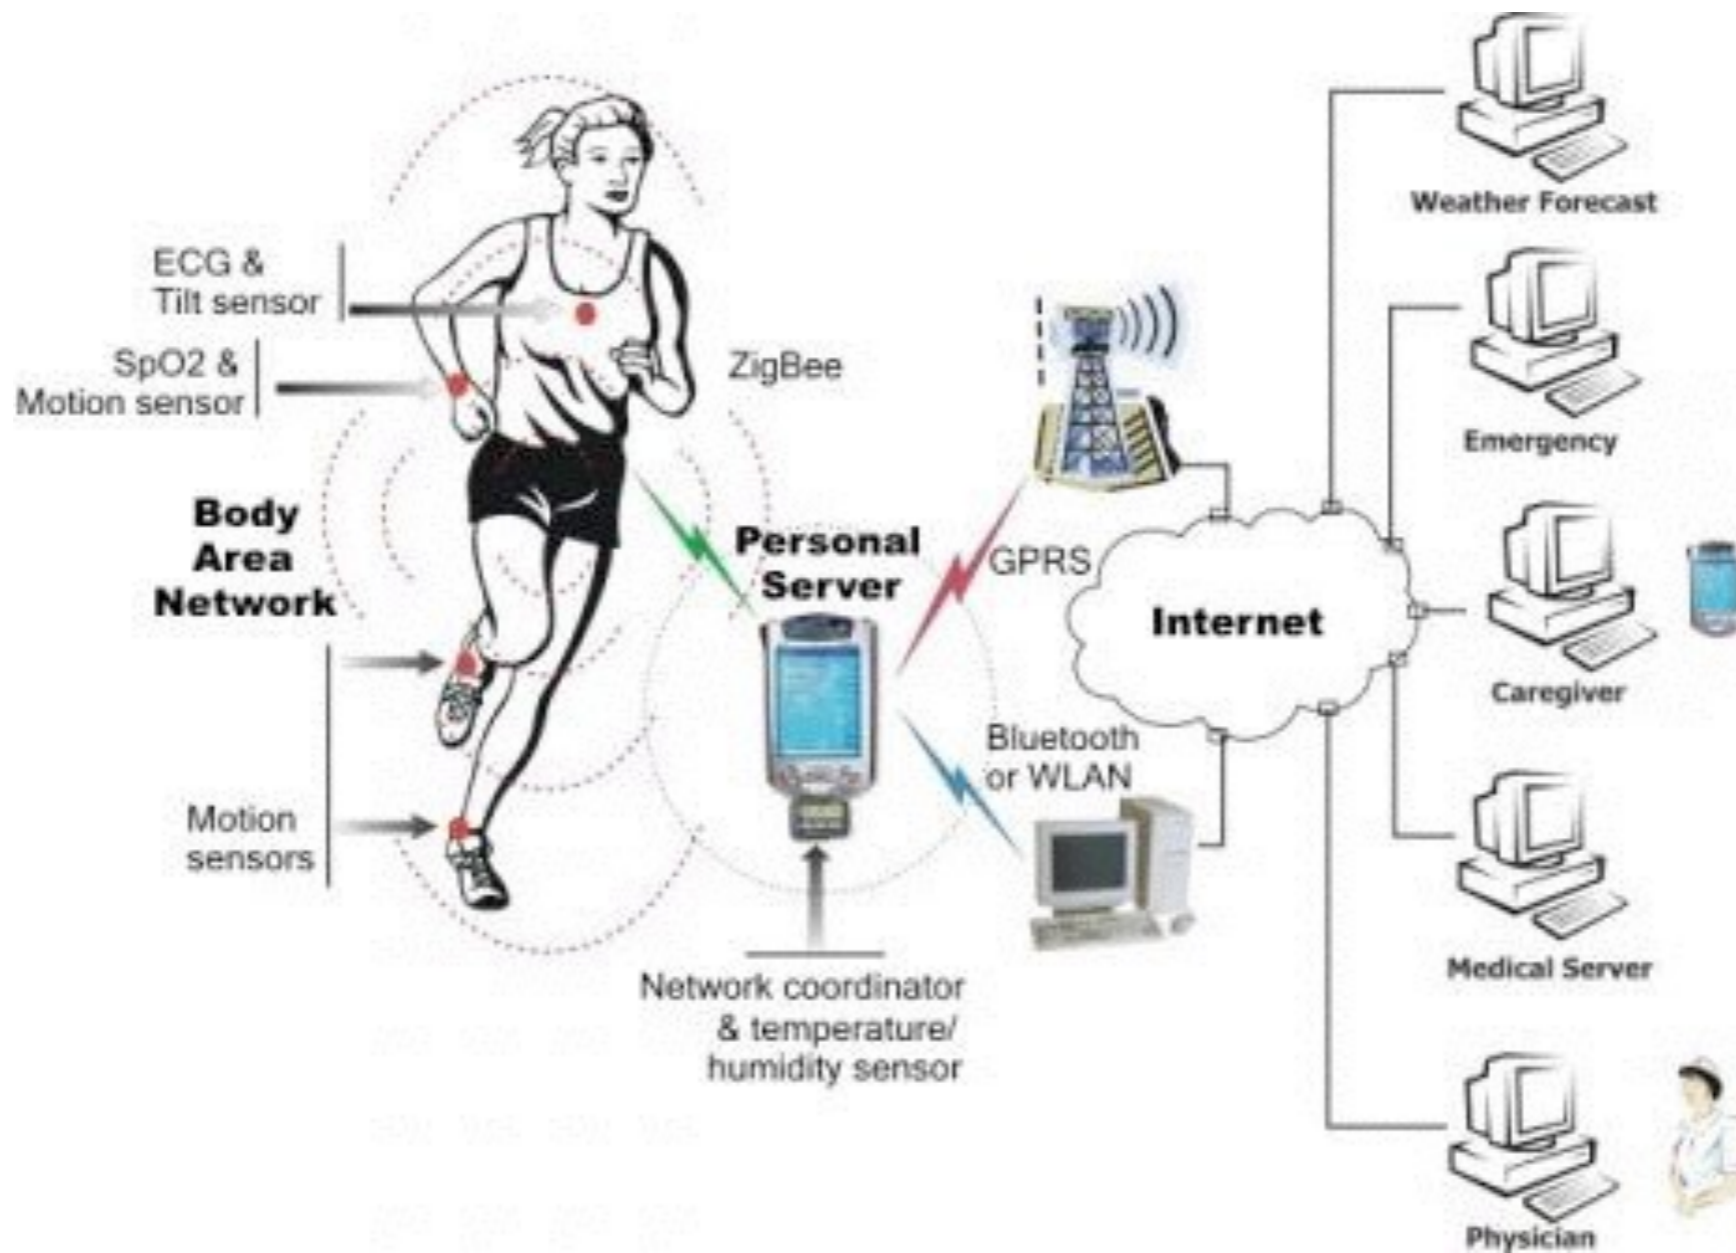 ECG &
Tilt sensor
SpO2 &
Motion sensor
Body
Area
Network
Motion
sensors
ZigBee
Personal
Server
Network coordinator
& temperature/
humidity sensor
GPRS
Bluetooth
or WLAN
Internet
Weather Forecast
Emergency
Caregiver
Medical Server
Physician